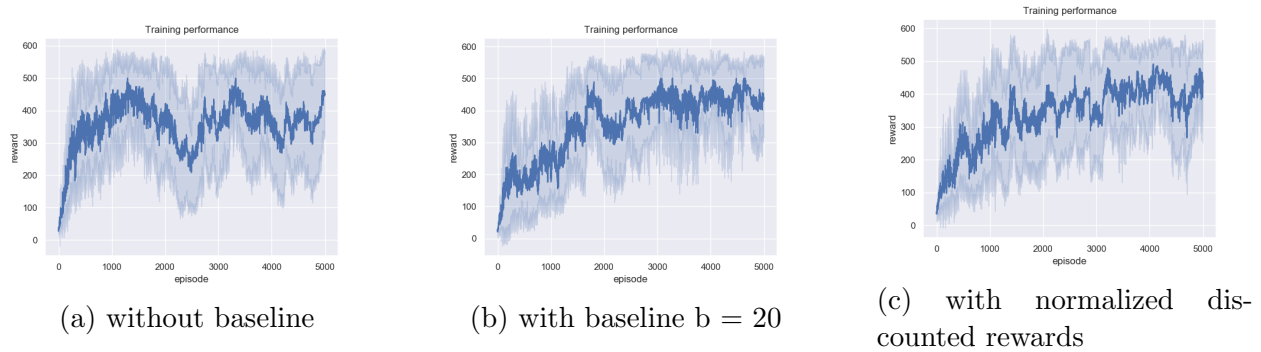 Training performance
600
500
400
300
200
100
0
reward
0 1000 2000 3000 4000 5000
episode
(a) without baseline
Training performance
600
500
400
300
200
100
0
reward
0 1000 2000 3000 4000 5000
episode
(b) with baseline b = 20
Training performance
600
500
400
300
200
100
0
reward
0 1000 2000 3000 4000 5000
episode
(c) with normalized dis-
counted rewards